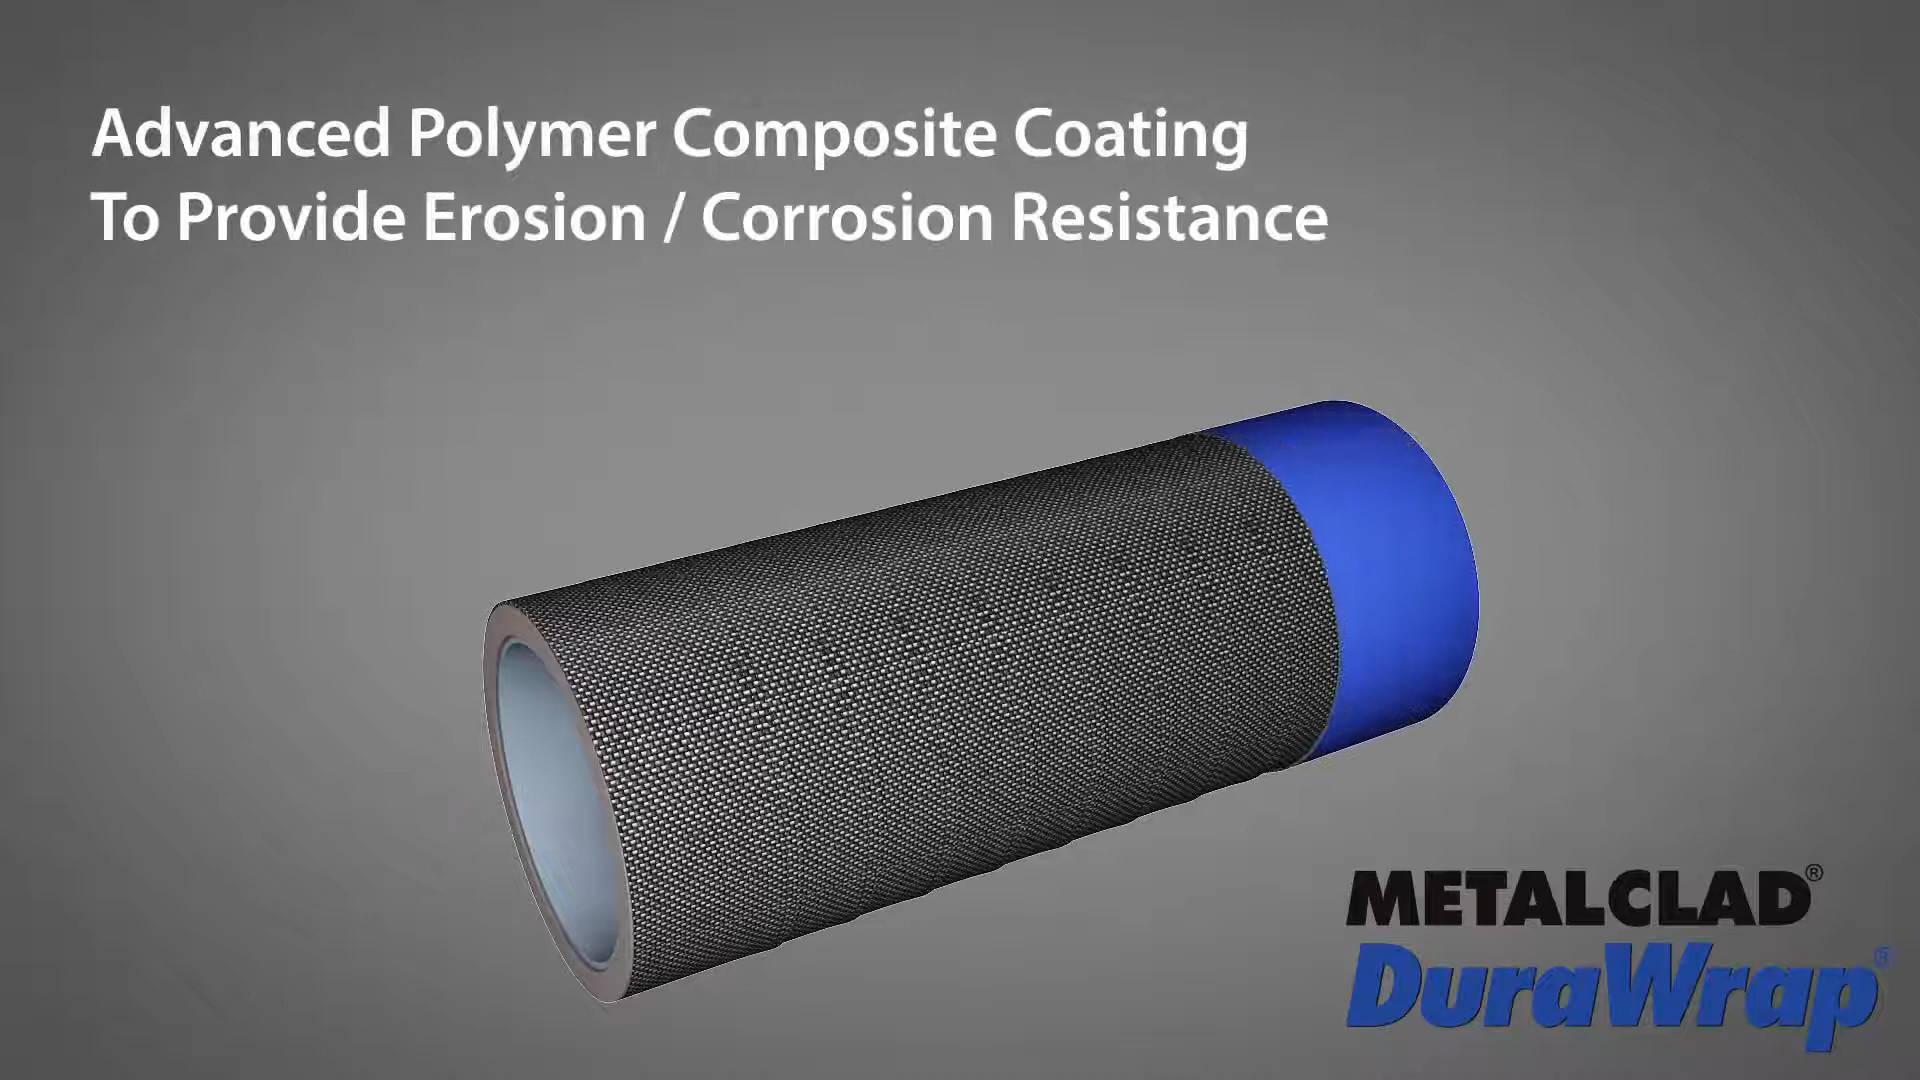 Advanced Polymer Composite Coating
To Provide Erosion / Corrosion Resistance
METALCLAD®
DuraWrap®